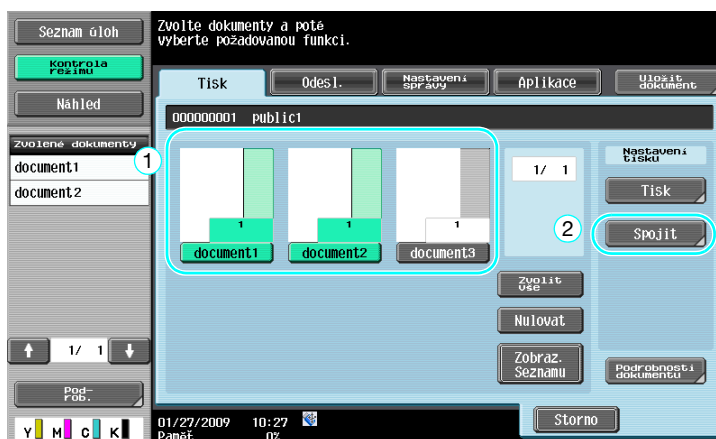 Seznam úloh
Kontrola
režimu
Náhled
Zvolené dokumenty
document1
document2
1/ 1
Pod-
rob.
Y M C K
Zvolte dokumenty a poté
vyberte požadovanou funkci.
Tisk
Odesl.
Nastavení
správy
Aplikace
Uložit
dokument
000000001 public1
1
1
document1
1
document2
1
document3
1/ 1
Zvolit
vše
Nulovat
Zobraz.
Seznamu
Nastavení
tisku
Tisk
2
Spojit
Podrobnosti
dokumentu
01/27/2009 10:27
Paměť 0%
Storno